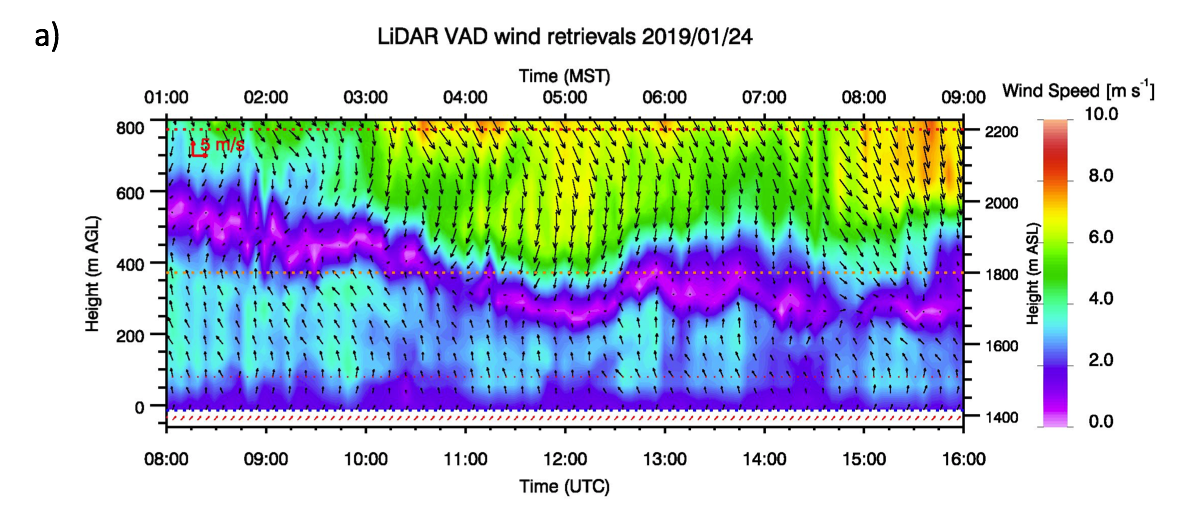 a)
LiDAR VAD wind retrievals 2019/01/24
Time (MST)
01:00 02:00 03:00 04:00 05:00 06:00 07:00 08:00 09:00
Wind Speed [m s-1]
5 m/s
Height (m AGL)
800
600
400
200
0
2200
2000
1800
1600
1400
Height (m ASL)
10.0
8.0
6.0
4.0
2.0
0.0
08:00 09:00 10:00 11:00 12:00 13:00 14:00 15:00 16:00
Time (UTC)